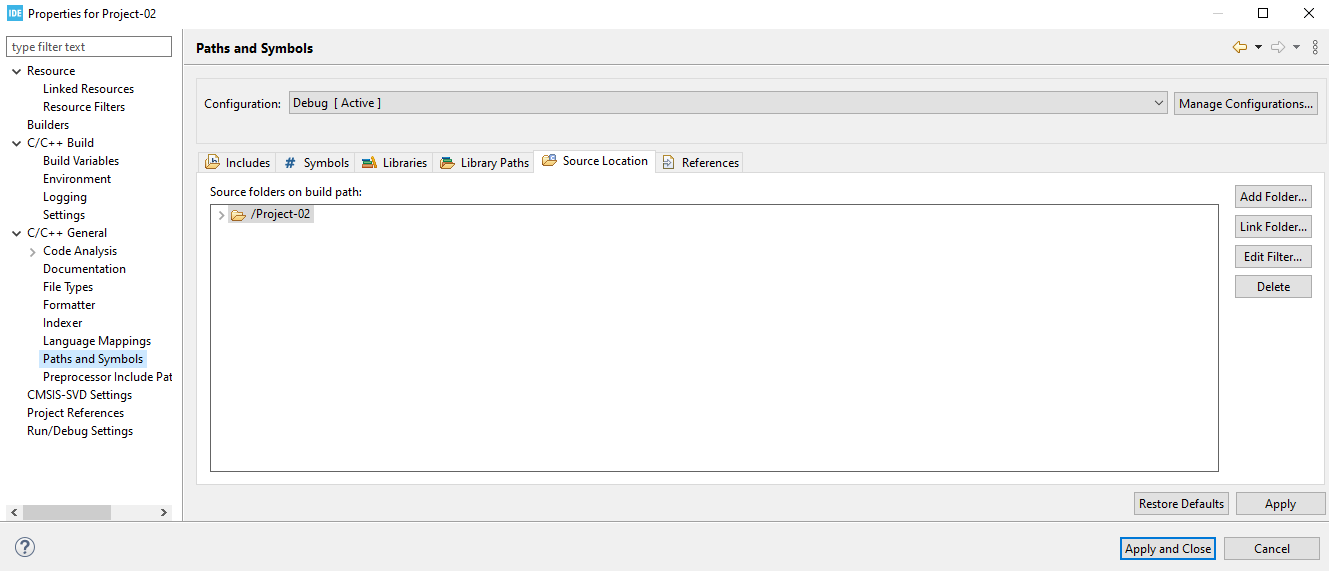 IDE Properties for Project-02
type filter text
Resource
Linked Resources
Resource Filters
Builders
C/C++ Build
Build Variables
Environment
Logging
Settings
C/C++ General
Code Analysis
Documentation
File Types
Formatter
Indexer
Language Mappings
Paths and Symbols
Preprocessor Include Pat
CMSIS-SVD Settings
Project References
Run/Debug Settings
Paths and Symbols
Configuration: Debug [ Active ] Manage Configurations...
Includes # Symbols Libraries Library Paths Source Location References
Source folders on build path:
/Project-02
Add Folder...
Link Folder...
Edit Filter...
Delete
Restore Defaults Apply
? Apply and Close Cancel